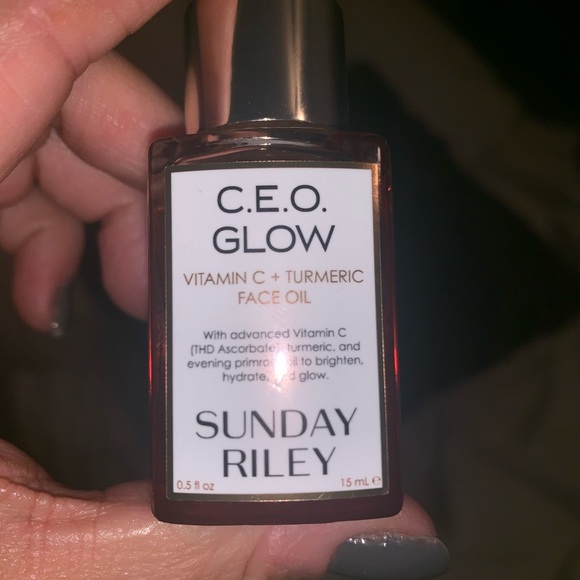 C.E.O.
GLOW
VITAMIN C + TURMERIC
FACE OIL
With advanced Vitamin C
(THD Ascorbate), turmeric, and
evening primrose oil to brighten,
hydrate, and glow.
SUNDAY
RILEY
0.5 fl oz 15 mL ℮